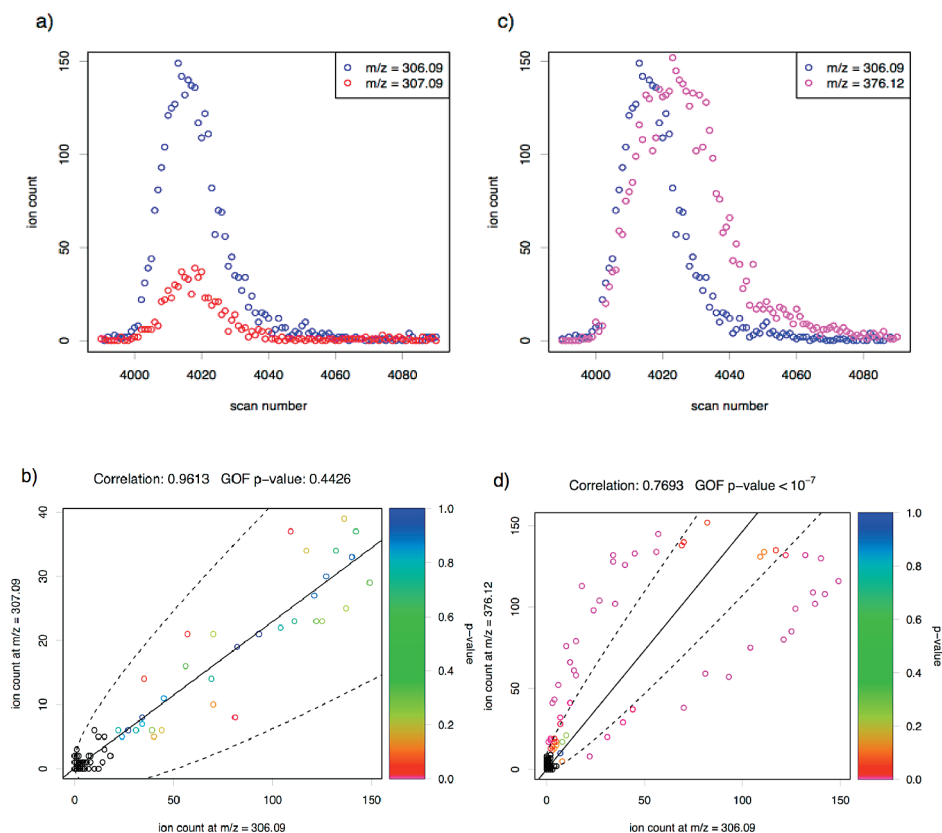 a)
m/z = 306.09
m/z = 307.09
150
100
50
0
ion count
4000 4020 4040 4060 4080
scan number
c)
m/z = 306.09
m/z = 376.12
150
100
50
0
ion count
4000 4020 4040 4060 4080
scan number
b)
Correlation: 0.9613 GOF p−value: 0.4426
40
30
20
10
0
ion count at m/z = 307.09
0 50 100 150
ion count at m/z = 306.09
1.0
0.8
0.6
0.4
0.2
0.0
p−value
d)
Correlation: 0.7693 GOF p−value < 10⁻⁷
150
100
50
0
ion count at m/z = 376.12
0 50 100 150
ion count at m/z = 306.09
1.0
0.8
0.6
0.4
0.2
0.0
p−value